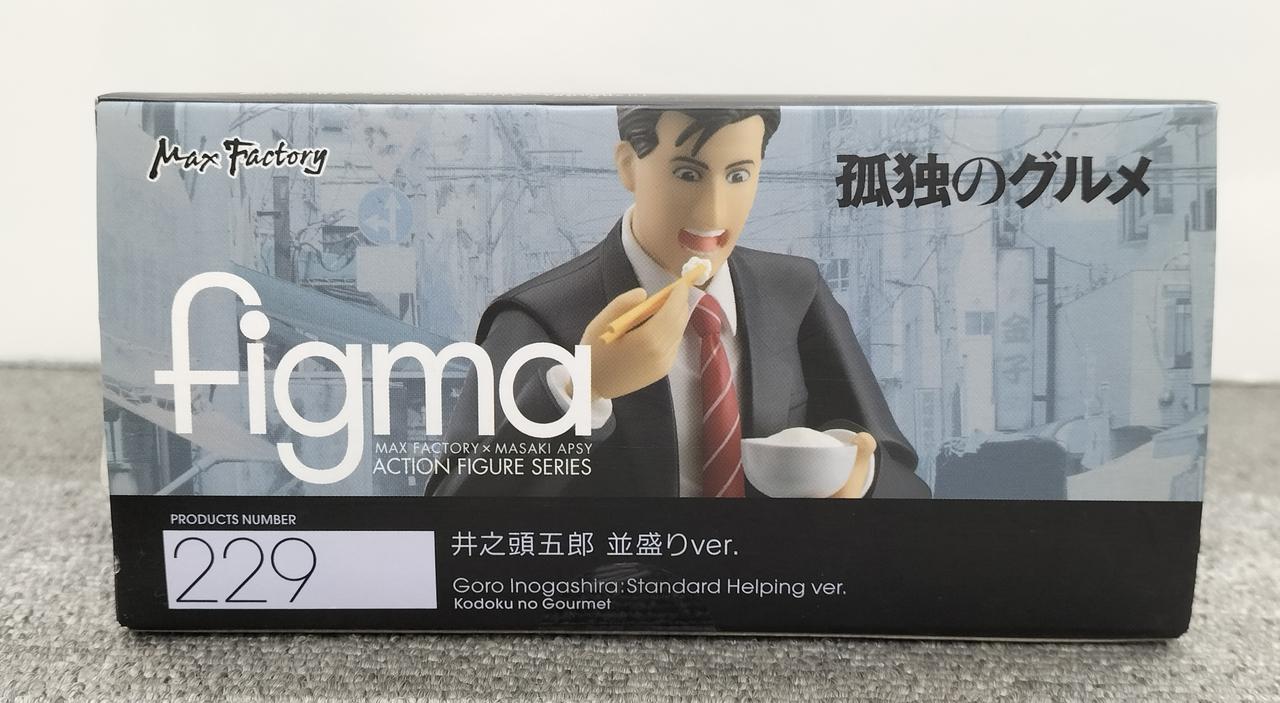 Max Factory
孤独のグルメ
figma
MAX FACTORY × MASAKI APSY
ACTION FIGURE SERIES
PRODUCTS NUMBER
229
井之頭五郎 並盛りver.
Goro Inogashira:Standard Helping ver.
Kodoku no Gourmet